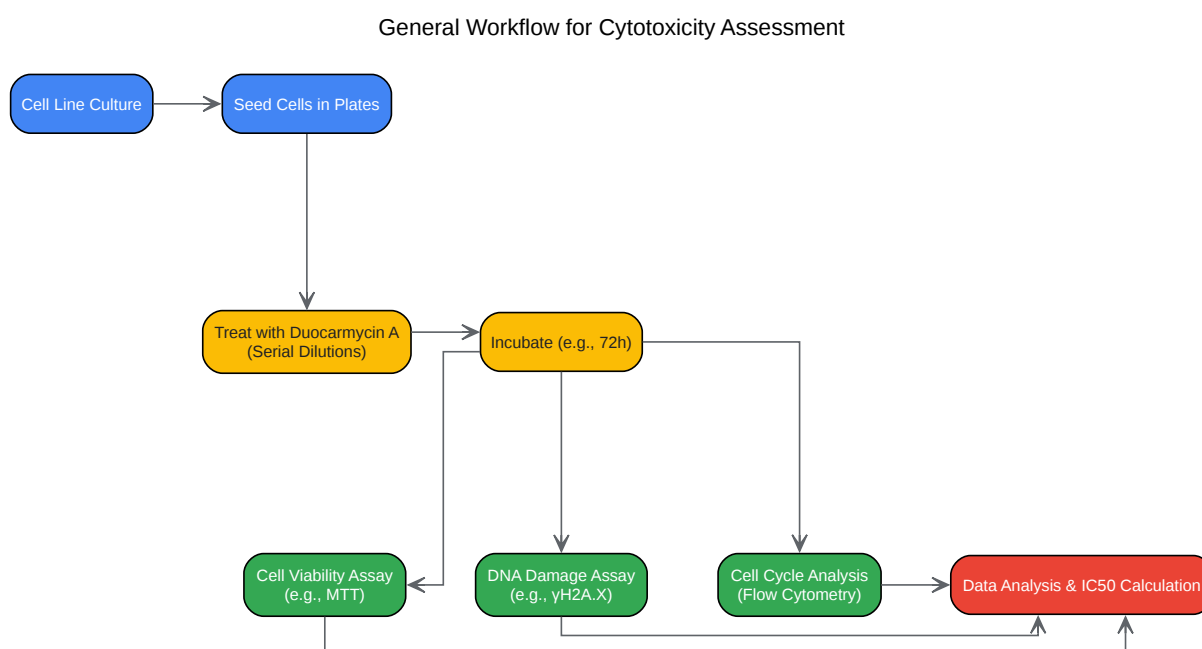 General Workflow for Cytotoxicity Assessment
Cell Line Culture
Seed Cells in Plates
Treat with Duocarmycin A
(Serial Dilutions)
Incubate (e.g., 72h)
Cell Viability Assay
(e.g., MTT)
DNA Damage Assay
(e.g., γH2A.X)
Cell Cycle Analysis
(Flow Cytometry)
Data Analysis & IC50 Calculation